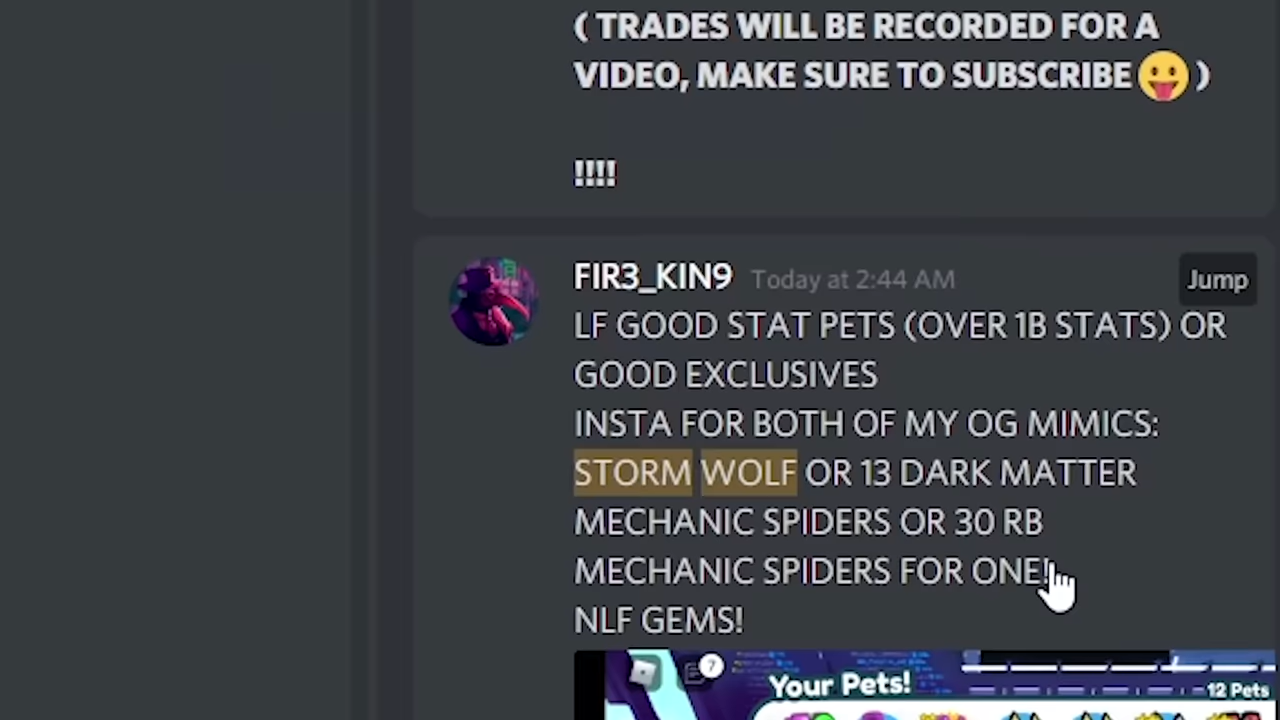 ( TRADES WILL BE RECORDED FOR A
VIDEO, MAKE SURE TO SUBSCRIBE 😛 )
!!!!
FIR3_KIN9 Today at 2:44 AM
Jump
LF GOOD STAT PETS (OVER 1B STATS) OR
GOOD EXCLUSIVES
INSTA FOR BOTH OF MY OG MIMICS:
STORM WOLF OR 13 DARK MATTER
MECHANIC SPIDERS OR 30 RB
MECHANIC SPIDERS FOR ONE!
NLF GEMS!
7
Your Pets!
12 Pets